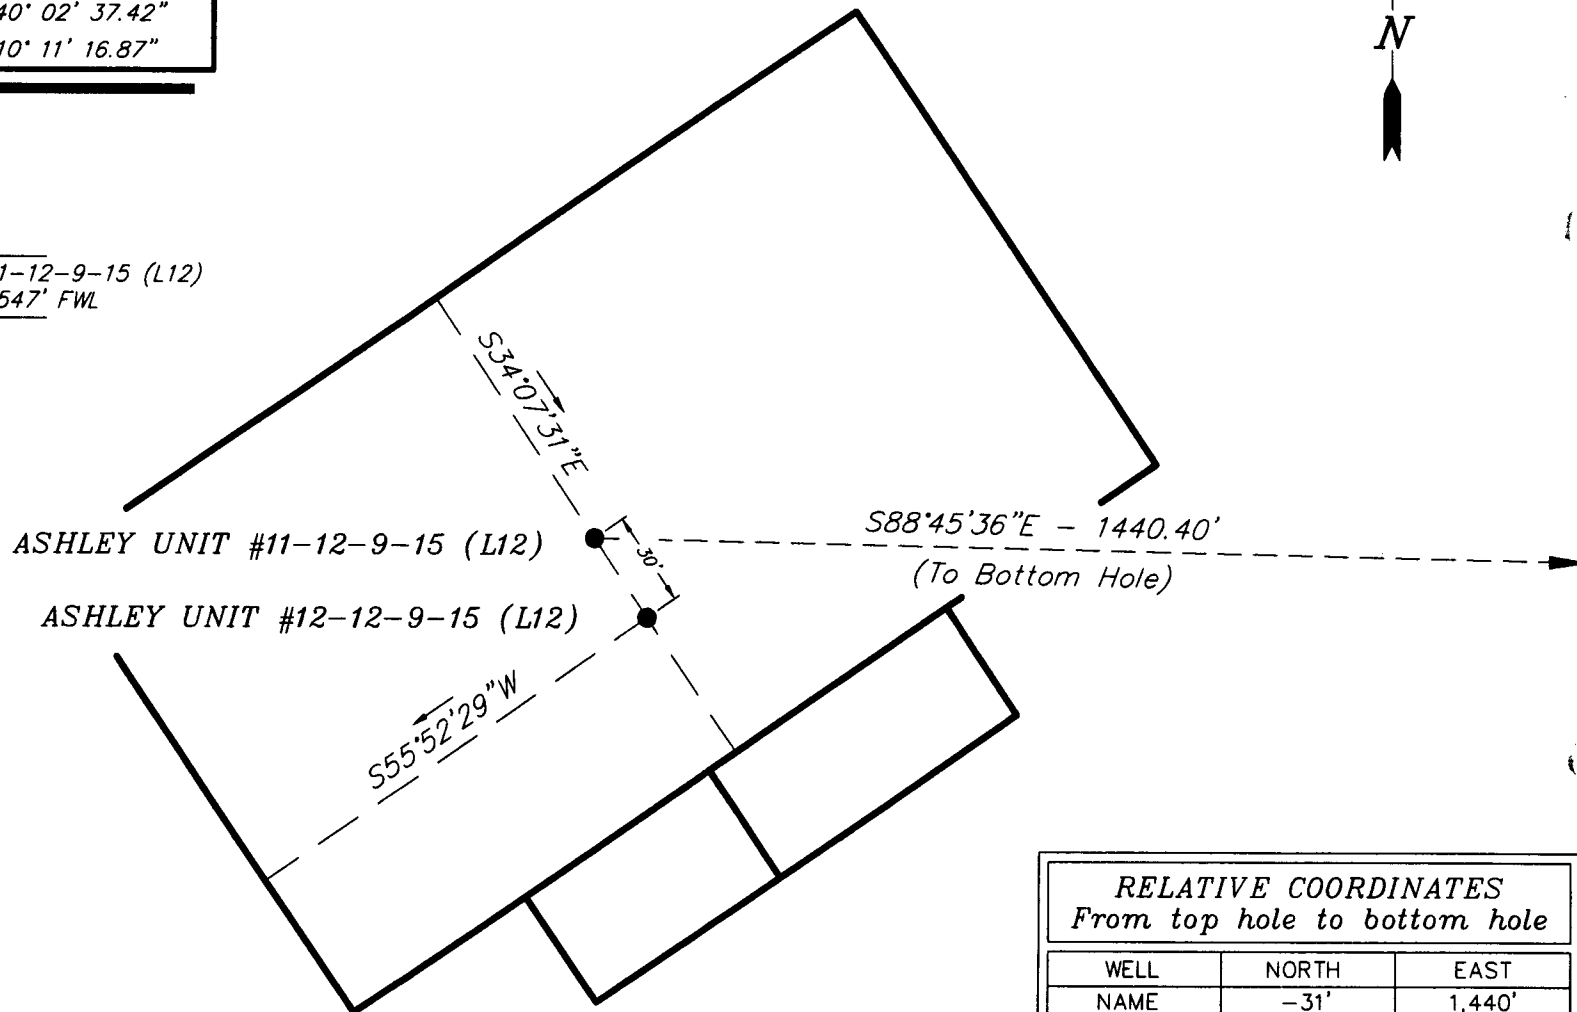 40° 02' 37.42"
10° 11' 16.87"
N
1-12-9-15 (L12)
547' FWL
S34°07'31"E
ASHLEY UNIT #11-12-9-15 (L12)
30'
S88°45'36"E - 1440.40'
(To Bottom Hole)
ASHLEY UNIT #12-12-9-15 (L12)
S55°52'29"W
RELATIVE COORDINATES
From top hole to bottom hole
WELL NORTH EAST
NAME -31' 1,440'